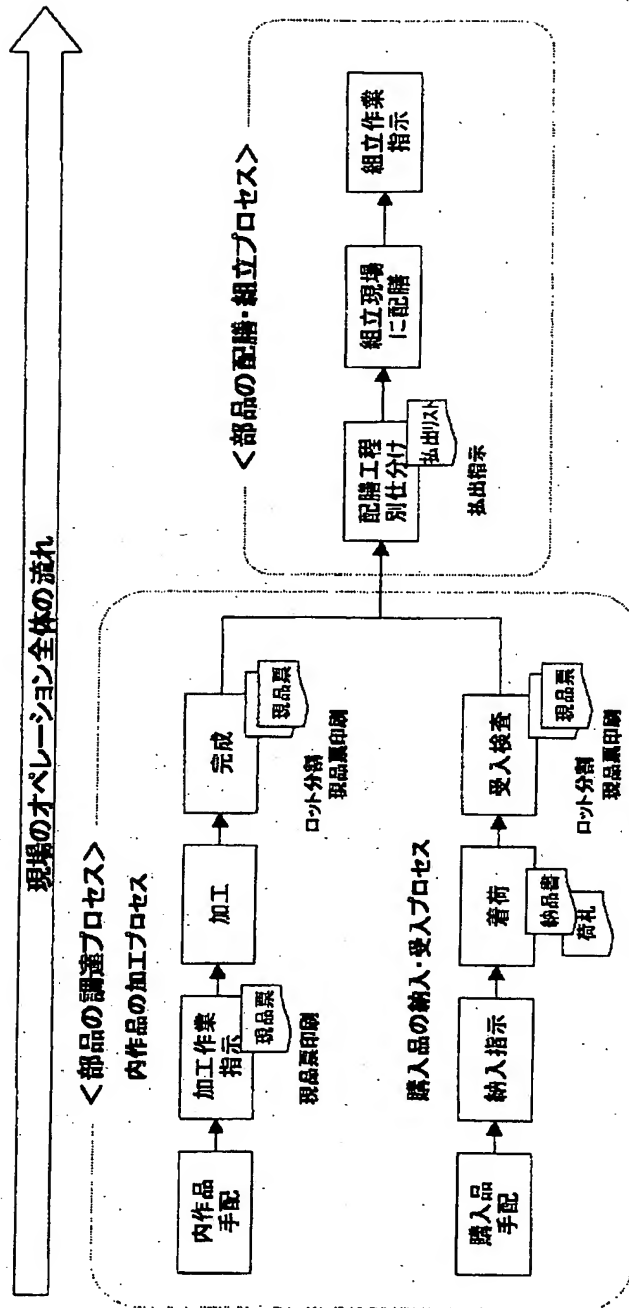 現場のオペレーション全体の流れ
＜部品の調達プロセス＞
内作品の加工プロセス
内作品
手配
加工作業
指示
現品票
現品票印刷
加工
完成
現品票
ロット分割
現品票印刷
購入品の納入・受入プロセス
購入品
手配
納入指示
着荷
納品書
荷札
受入検査
現品票
ロット分割
現品票印刷
＜部品の配膳・組立プロセス＞
配膳工程
別仕分け
払出リスト
払出指示
組立現場
に配膳
組立作業
指示